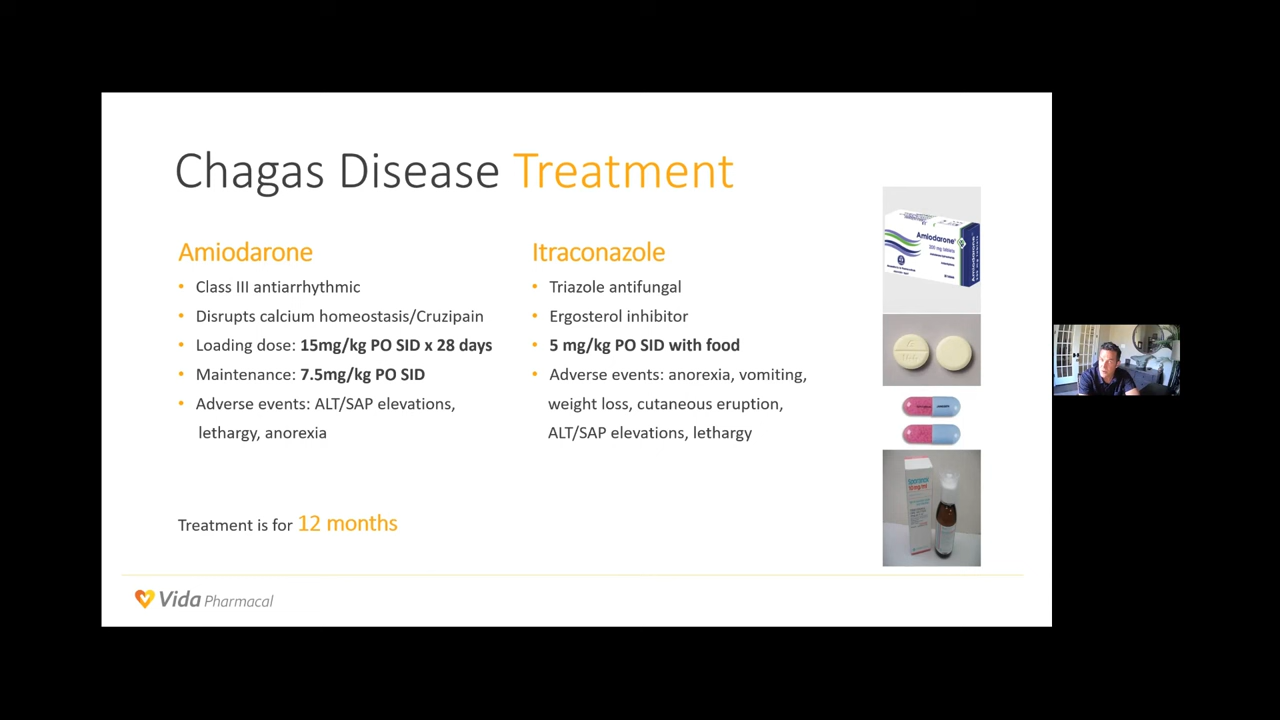 Chagas Disease Treatment
Amiodarone
• Class III antiarrhythmic
• Disrupts calcium homeostasis/Cruzipain
• Loading dose: 15mg/kg PO SID x 28 days
• Maintenance: 7.5mg/kg PO SID
• Adverse events: ALT/SAP elevations,
lethargy, anorexia
Itraconazole
• Triazole antifungal
• Ergosterol inhibitor
• 5 mg/kg PO SID with food
• Adverse events: anorexia, vomiting,
weight loss, cutaneous eruption,
ALT/SAP elevations, lethargy
Treatment is for 12 months
Vida Pharmacal
Amiodarone
200 mg tablets